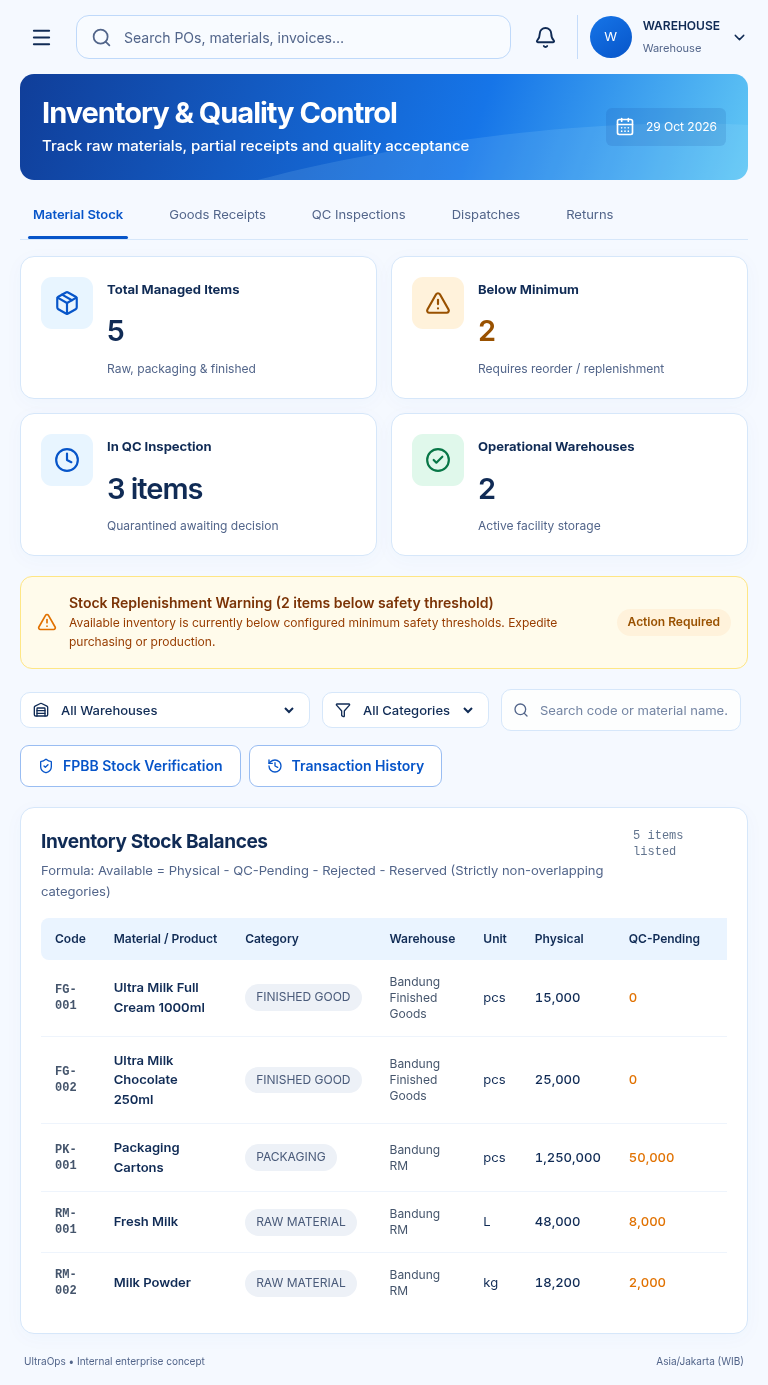 Search POs, materials, invoices...
W
WAREHOUSE
Warehouse
Inventory & Quality Control
Track raw materials, partial receipts and quality acceptance
29 Oct 2026
Material Stock
Goods Receipts
QC Inspections
Dispatches
Returns
Total Managed Items
5
Raw, packaging & finished
Below Minimum
2
Requires reorder / replenishment
In QC Inspection
3 items
Quarantined awaiting decision
Operational Warehouses
2
Active facility storage
Stock Replenishment Warning (2 items below safety threshold)
Available inventory is currently below configured minimum safety thresholds. Expedite
purchasing or production.
Action Required
All Warehouses
All Categories
Search code or material name.
FPBB Stock Verification
Transaction History
Inventory Stock Balances
5 items
listed
Formula: Available = Physical - QC-Pending - Rejected - Reserved (Strictly non-overlapping
categories)
Code Material / Product Category Warehouse Unit Physical QC-Pending
FG-
001
Ultra Milk Full
Cream 1000ml
FINISHED GOOD
Bandung
Finished
Goods
pcs
15,000
0
FG-
002
Ultra Milk
Chocolate
250ml
FINISHED GOOD
Bandung
Finished
Goods
pcs
25,000
0
PK-
001
Packaging
Cartons
PACKAGING
Bandung
RM
pcs
1,250,000
50,000
RM-
001
Fresh Milk
RAW MATERIAL
Bandung
RM
L
48,000
8,000
RM-
002
Milk Powder
RAW MATERIAL
Bandung
RM
kg
18,200
2,000
UltraOps • Internal enterprise concept
Asia/Jakarta (WIB)